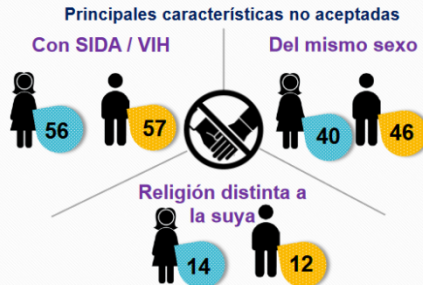 Principales características no aceptadas
Con SIDA / VIH
Del mismo sexo
56
57
40
46
Religión distinta a
la suya
14
12